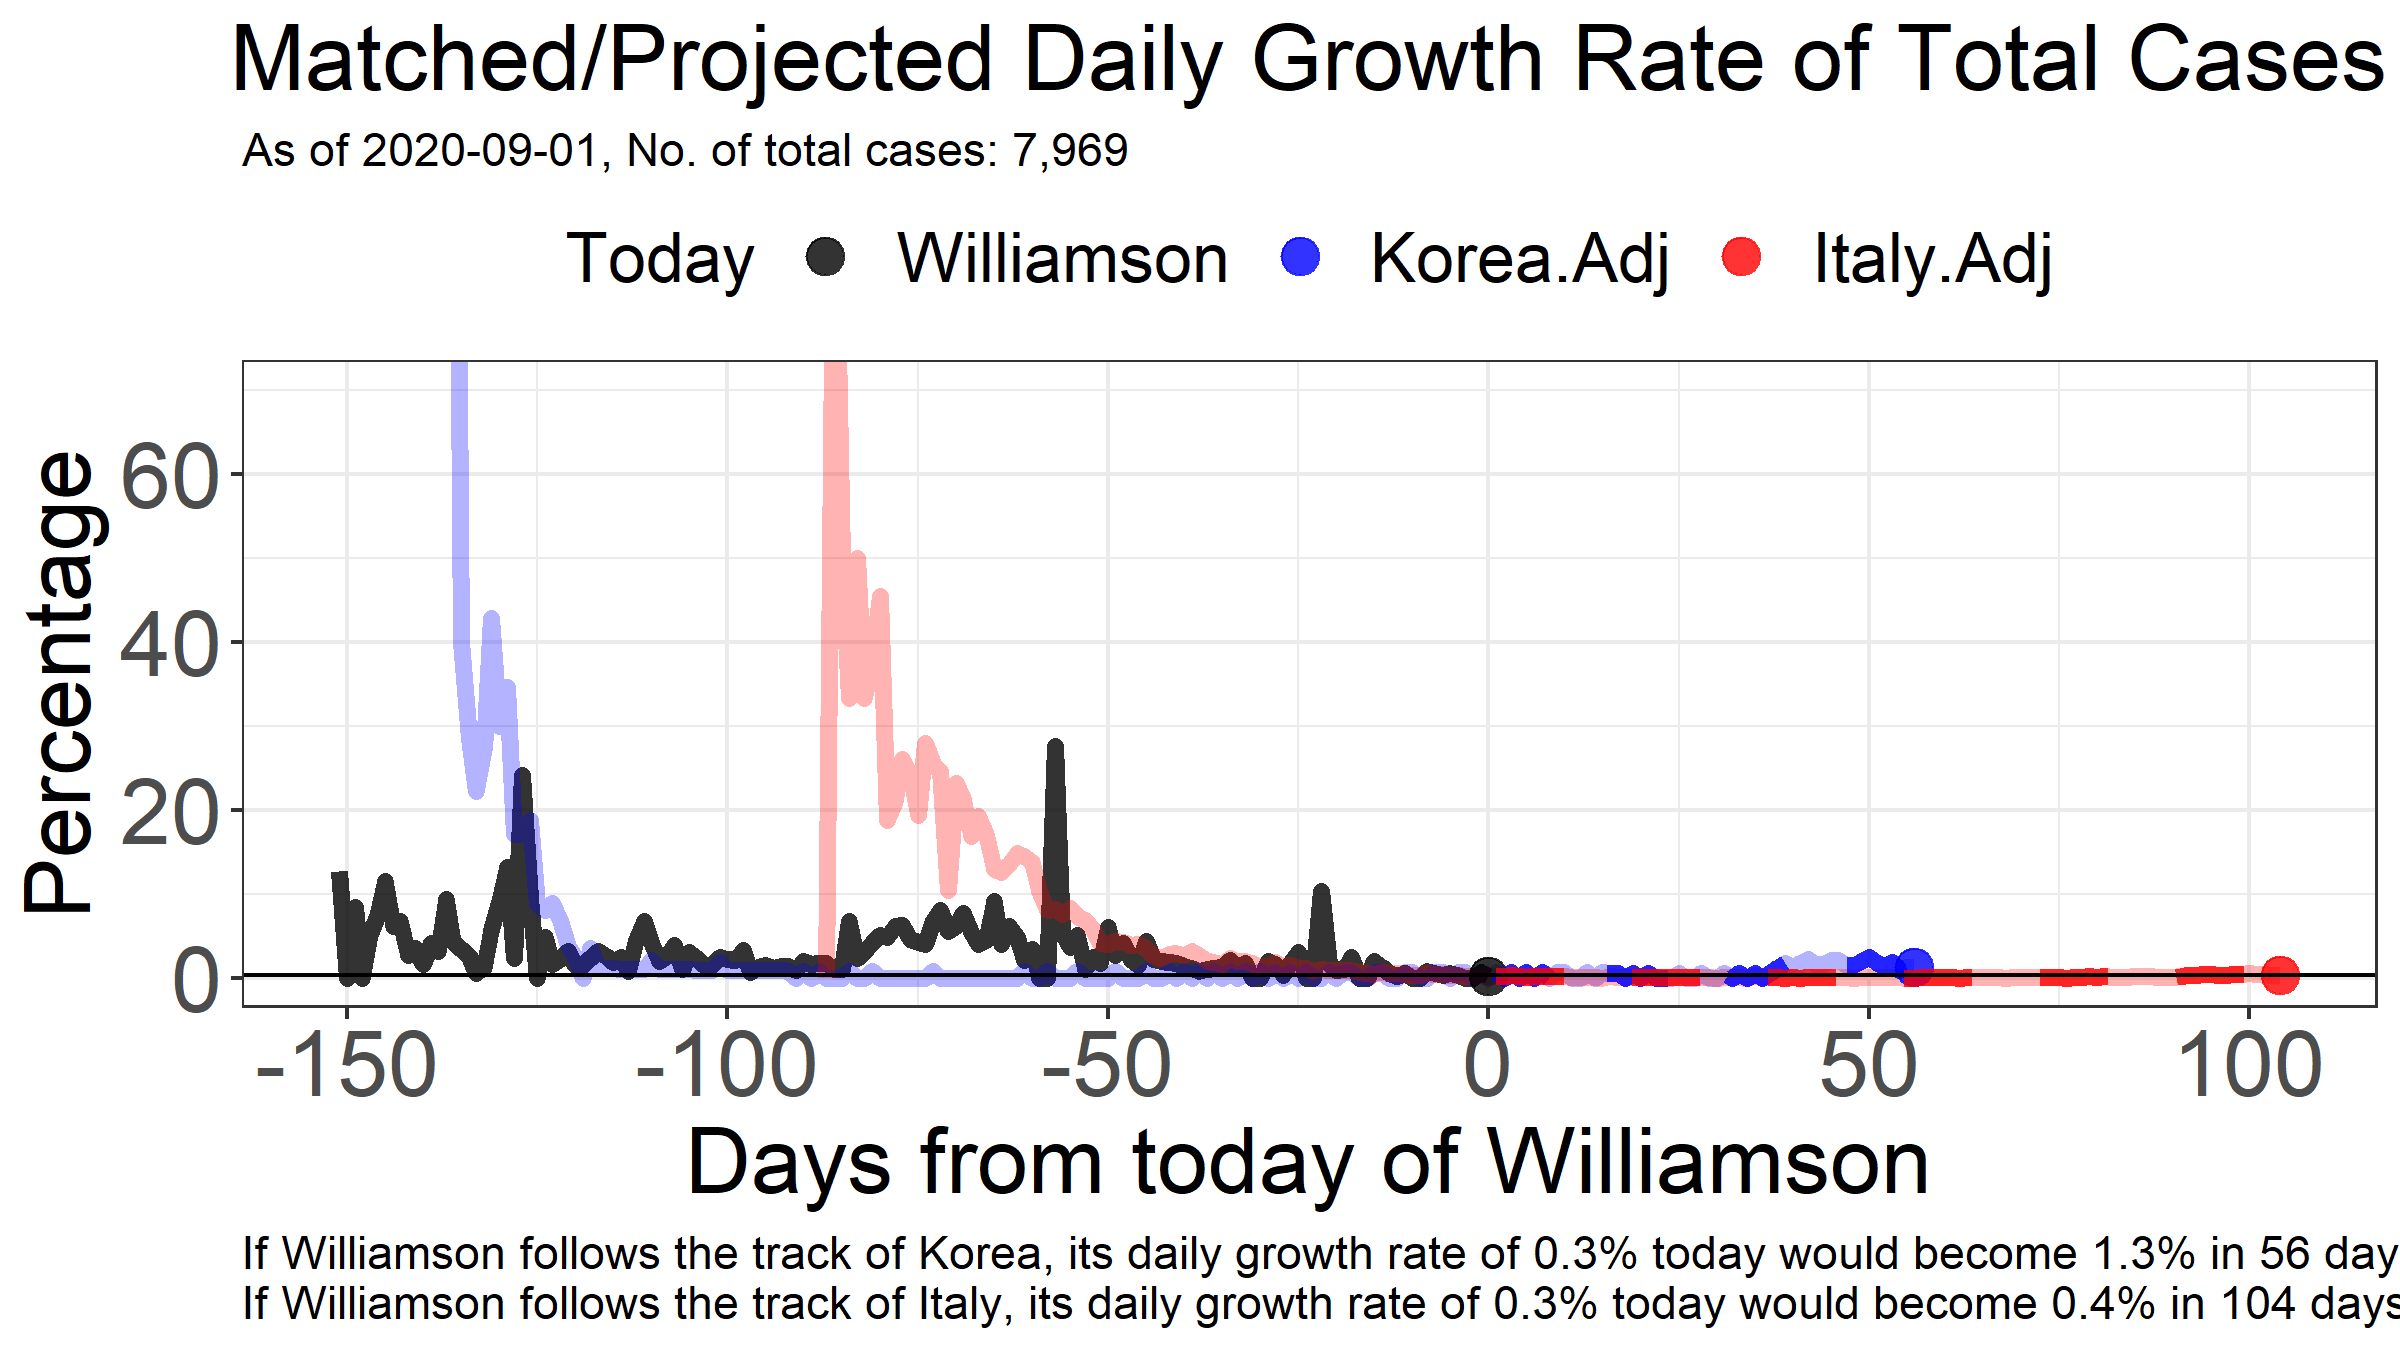 Matched/Projected Daily Growth Rate of Total Cases
As of 2020-09-01, No. of total cases: 7,969
Today Williamson Korea.Adj Italy.Adj
Percentage
60
40
20
0
-150 -100 -50 0 50 100
Days from today of Williamson
If Williamson follows the track of Korea, its daily growth rate of 0.3% today would become 1.3% in 56 day
If Williamson follows the track of Italy, its daily growth rate of 0.3% today would become 0.4% in 104 days